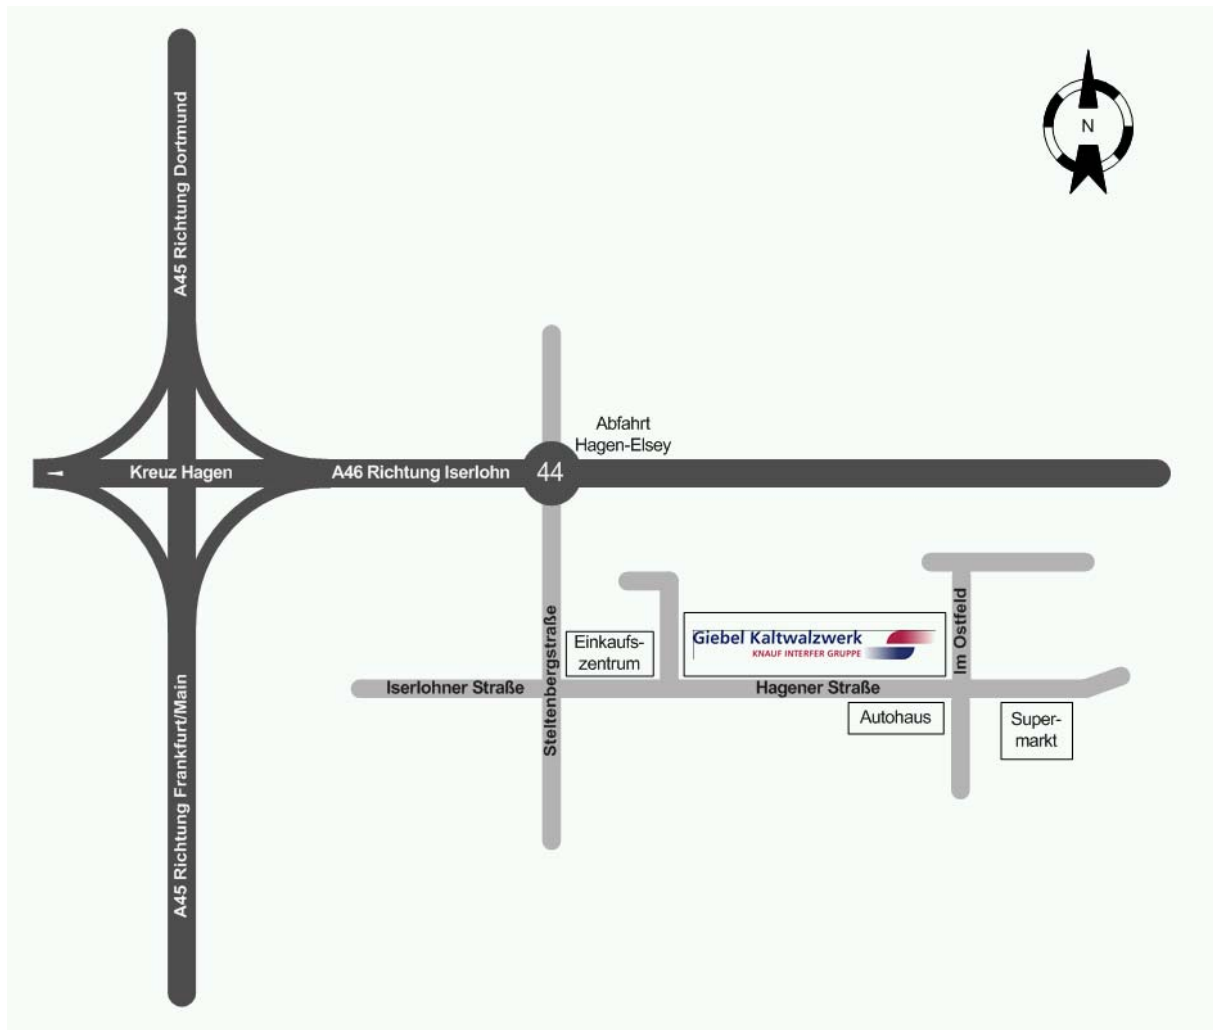 A45 Richtung Dortmund
N
Abfahrt
Hagen-Elsey
Kreuz Hagen
A46 Richtung Iserlohn
44
Steltenbergstraße
Einkaufs-
zentrum
Giebel Kaltwalzwerk
KNAUF INTERFER GRUPPE
Im Ostfeld
Iserlohner Straße
Hagener Straße
Autohaus
Super-
markt
A45 Richtung Frankfurt/Main